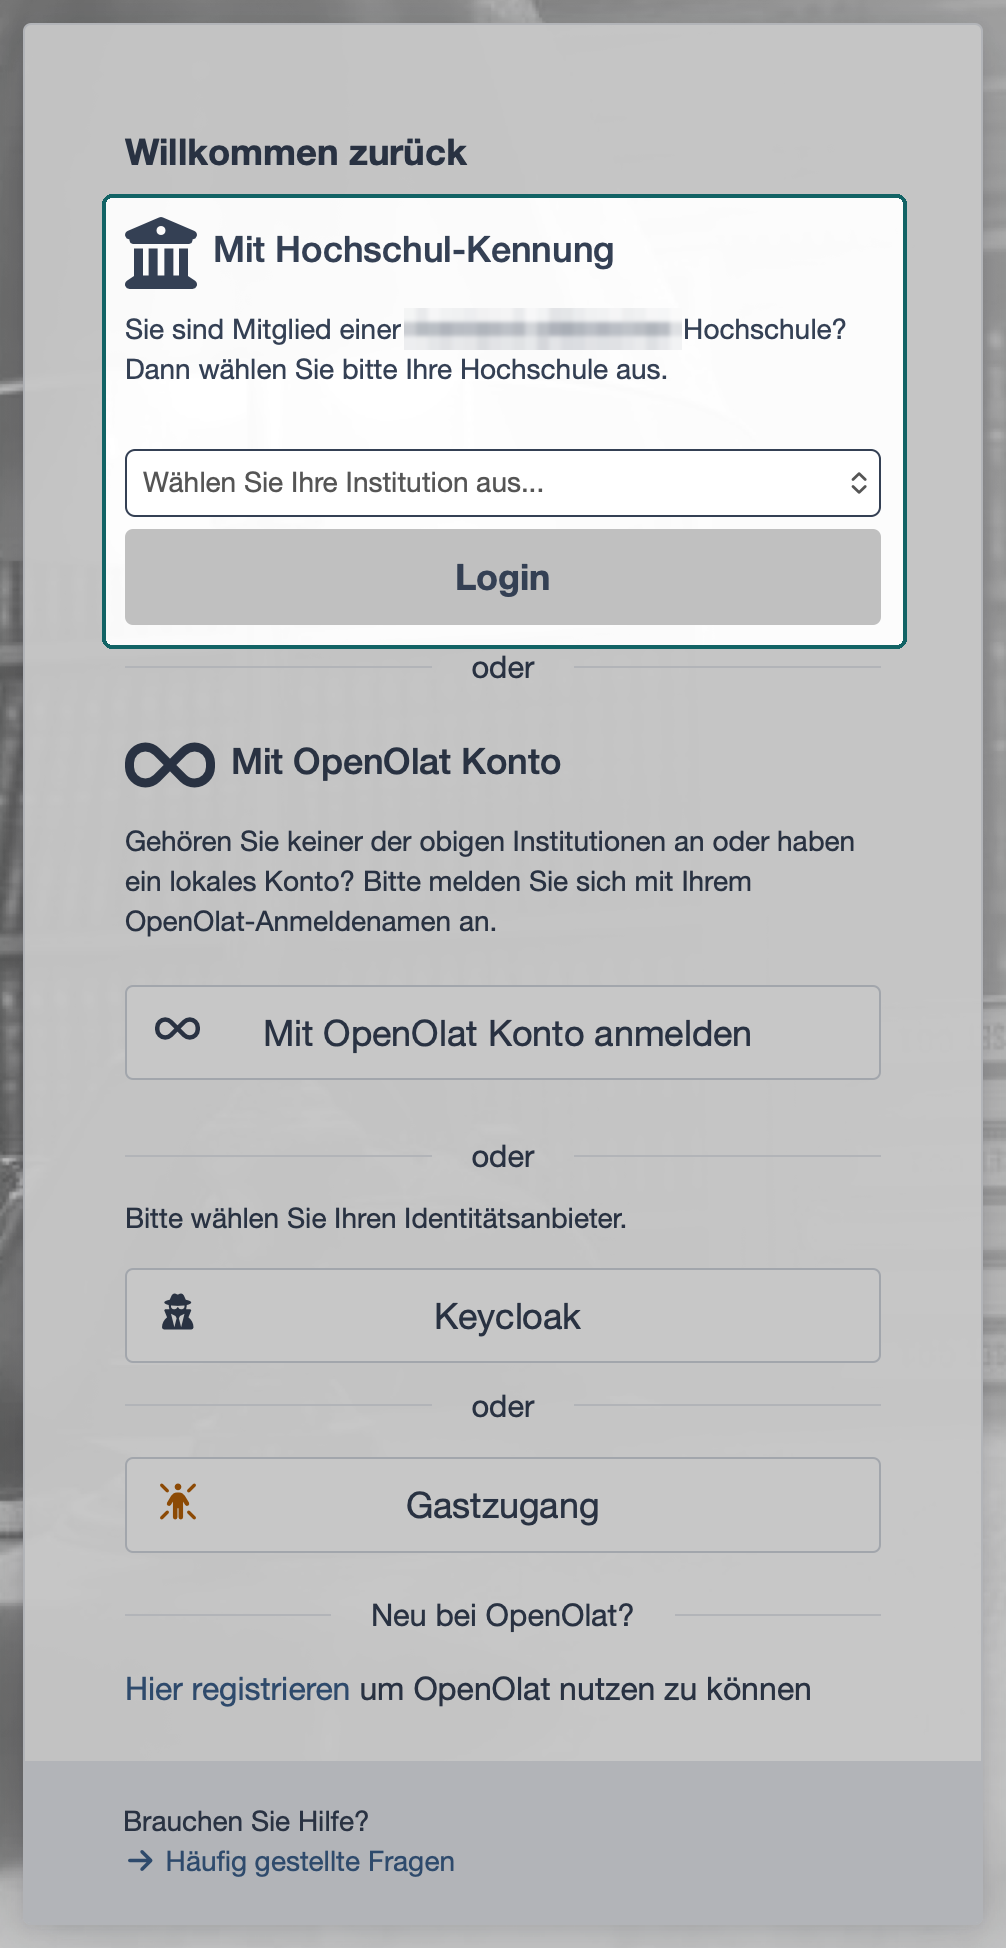 Willkommen zurück
Mit Hochschul-Kennung
Sie sind Mitglied einer Hochschule?
Dann wählen Sie bitte Ihre Hochschule aus.
Wählen Sie Ihre Institution aus...
Login
oder
Mit OpenOlat Konto
Gehören Sie keiner der obigen Institutionen an oder haben
ein lokales Konto? Bitte melden Sie sich mit Ihrem
OpenOlat-Anmeldenamen an.
Mit OpenOlat Konto anmelden
oder
Bitte wählen Sie Ihren Identitätsanbieter.
Keycloak
oder
Gastzugang
Neu bei OpenOlat?
Hier registrieren um OpenOlat nutzen zu können
Brauchen Sie Hilfe?
→ Häufig gestellte Fragen